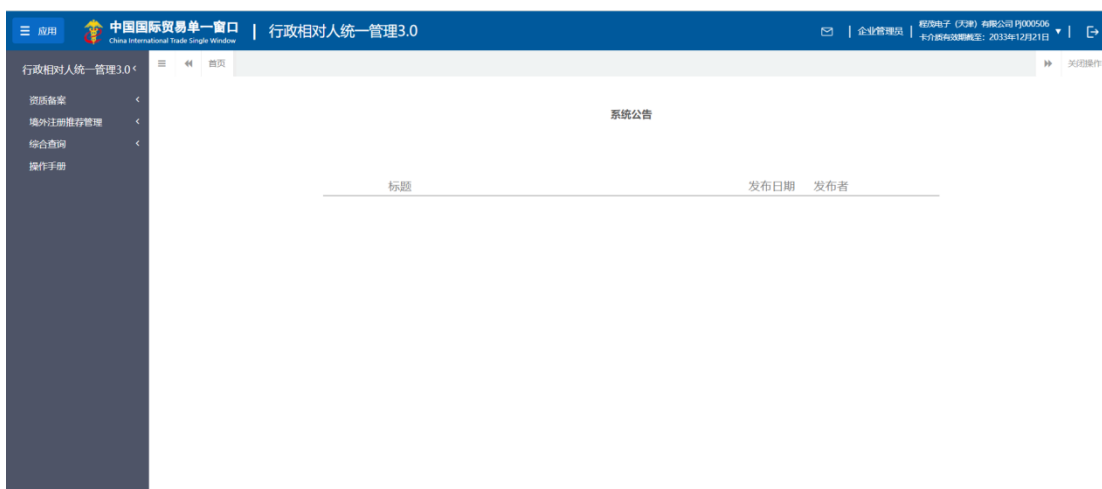 应用
中国国际贸易单一窗口
China International Trade Single Window
行政相对人统一管理3.0
企业管理员
程茂电子（天津）有限公司 PJ000506
卡介质有效期截至：2033年12月21日
行政相对人统一管理3.0
首页
关闭操作
资质备案
境外注册推荐管理
综合查询
操作手册
系统公告
标题 发布日期 发布者